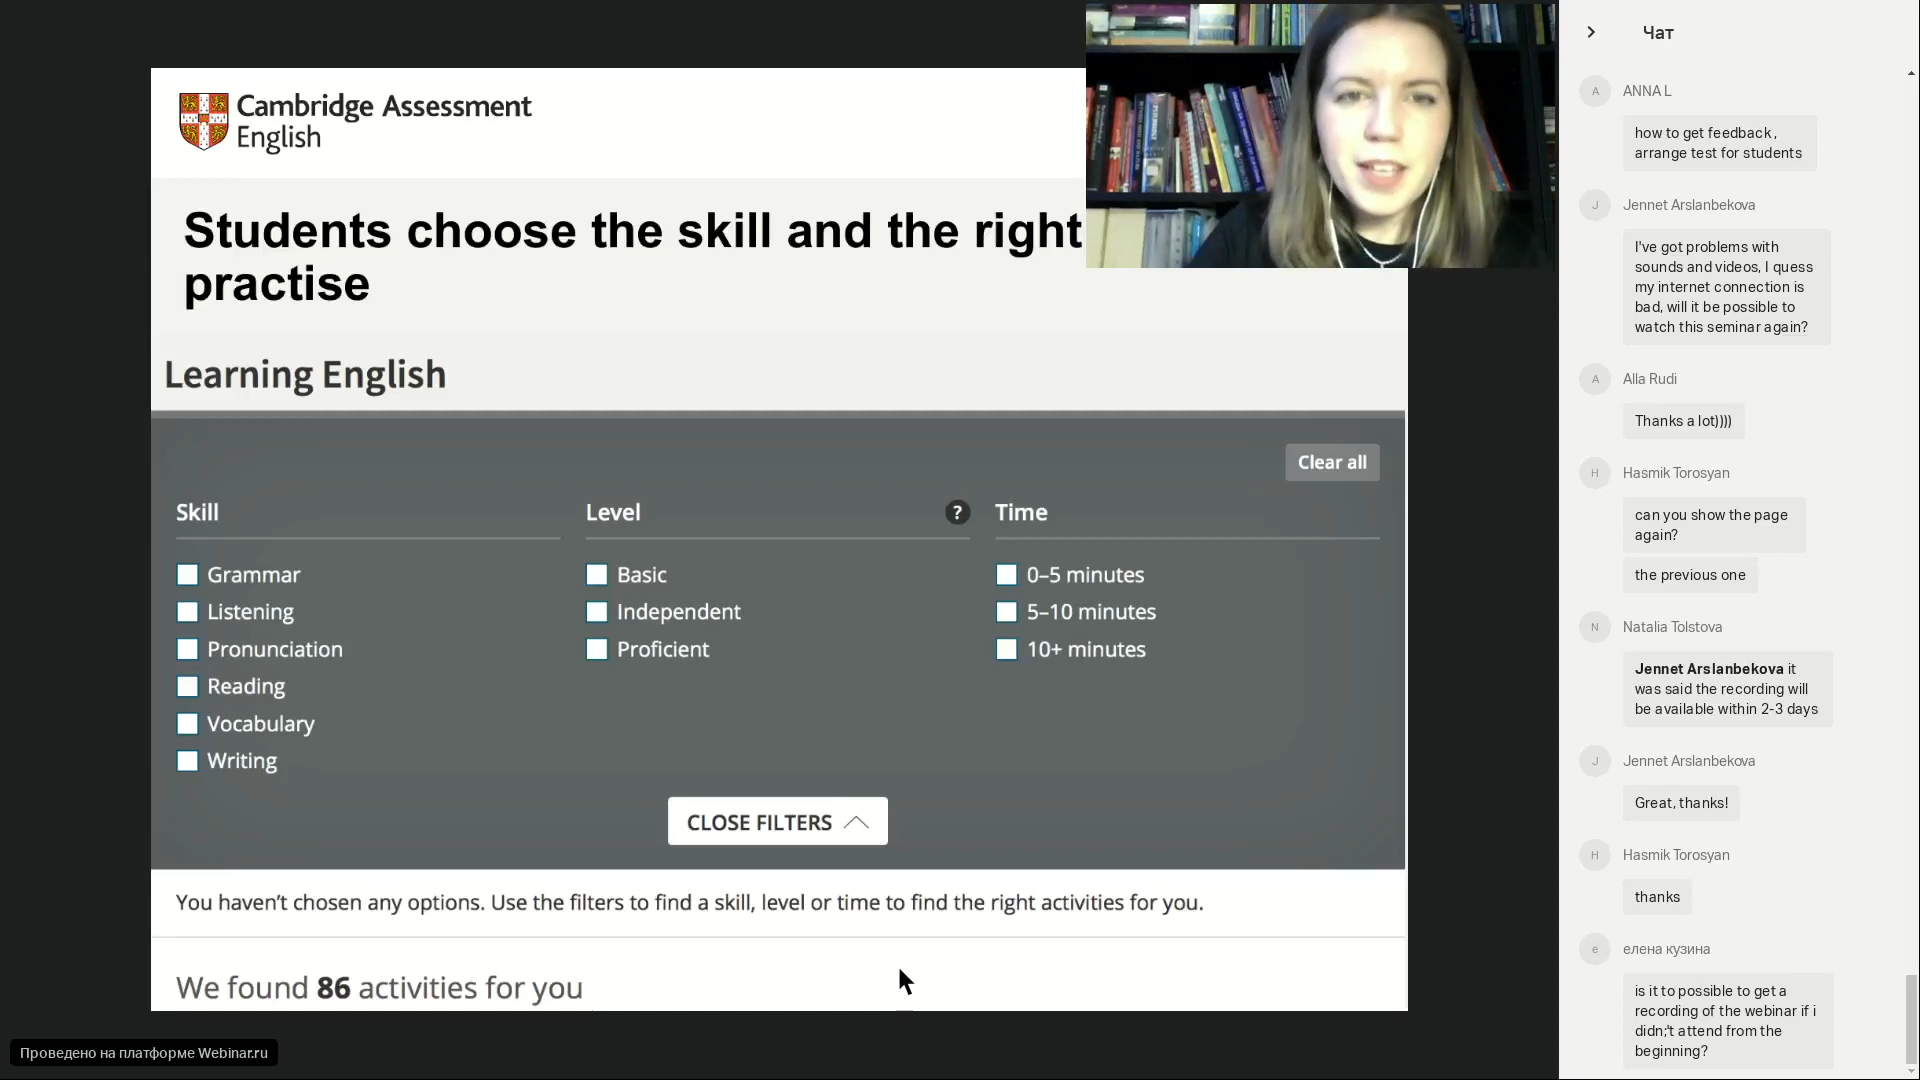 Cambridge Assessment
English
Students choose the skill and the right
practise
Learning English
Clear all
Skill
Grammar
Listening
Pronunciation
Reading
Vocabulary
Writing
Level
?
Basic
Independent
Proficient
Time
0–5 minutes
5–10 minutes
10+ minutes
CLOSE FILTERS
You haven't chosen any options. Use the filters to find a skill, level or time to find the right activities for you.
We found 86 activities for you
Проведено на платформе Webinar.ru
Чат
A
ANNA L
how to get feedback ,
arrange test for students
J
Jennet Arslanbekova
I've got problems with
sounds and videos, I quess
my internet connection is
bad, will it be possible to
watch this seminar again?
A
Alla Rudi
Thanks a lot))))
H
Hasmik Torosyan
can you show the page
again?
the previous one
N
Natalia Tolstova
Jennet Arslanbekova it
was said the recording will
be available within 2-3 days
J
Jennet Arslanbekova
Great, thanks!
H
Hasmik Torosyan
thanks
е
елена кузина
is it to possible to get a
recording of the webinar if i
didn;'t attend from the
beginning?